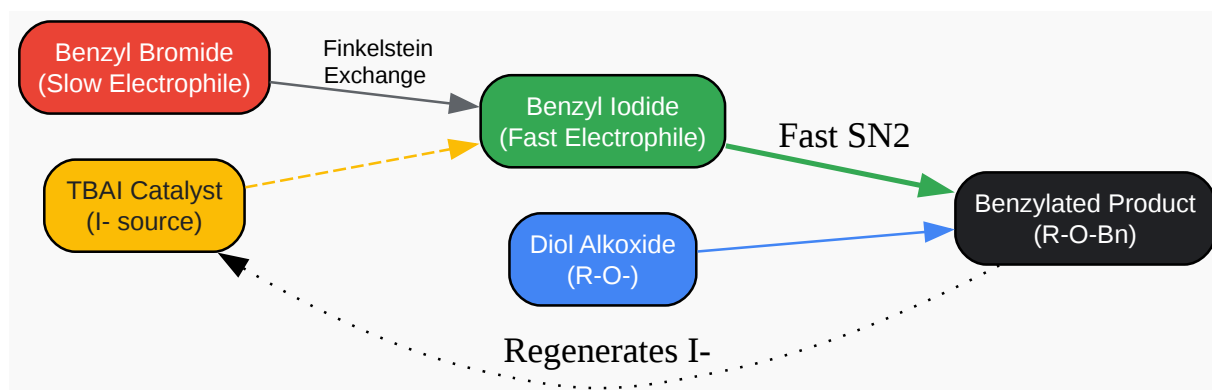 Benzyl Bromide
(Slow Electrophile)
Finkelstein
Exchange
Benzyl Iodide
(Fast Electrophile)
Fast SN2
TBAI Catalyst
(I- source)
Diol Alkoxide
(R-O-)
Benzylated Product
(R-O-Bn)
Regenerates I-